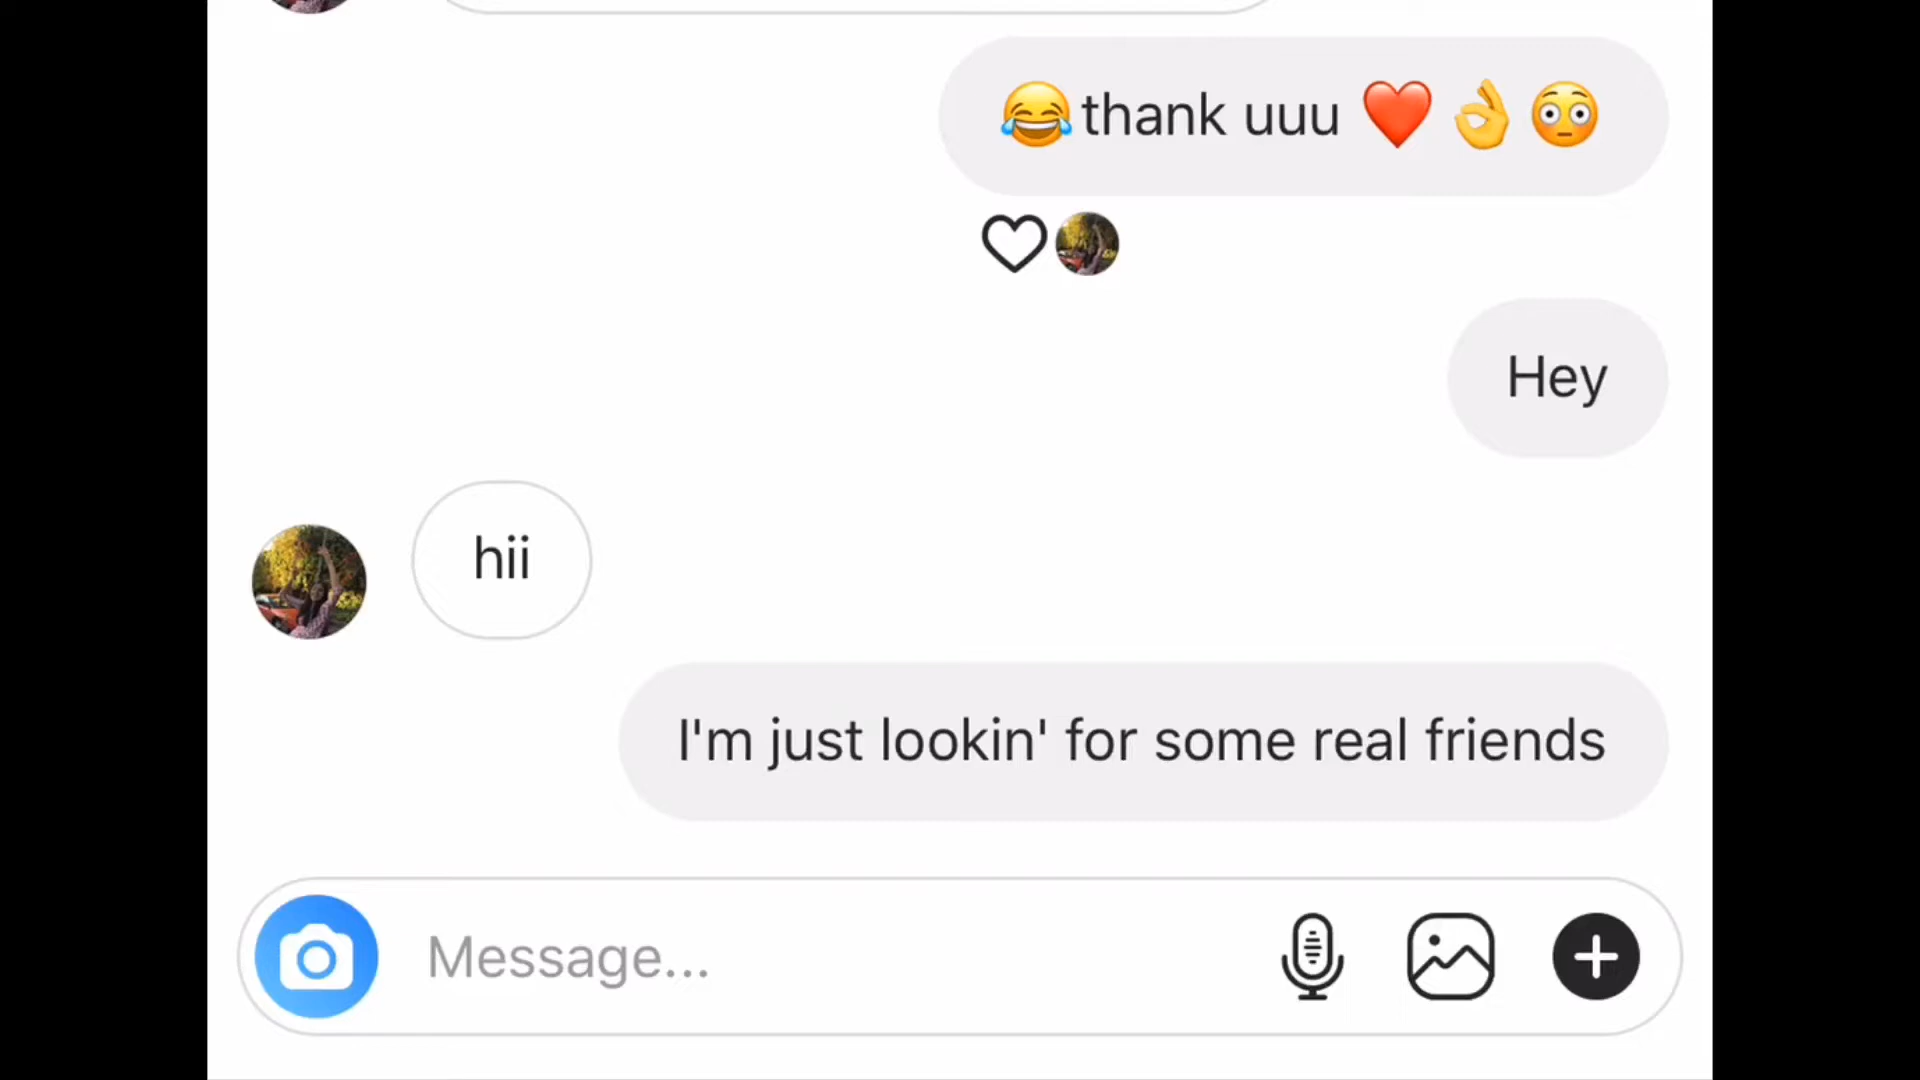 😂thank uuu ❤️👌😳
Hey
hii
I'm just lookin' for some real friends
Message...